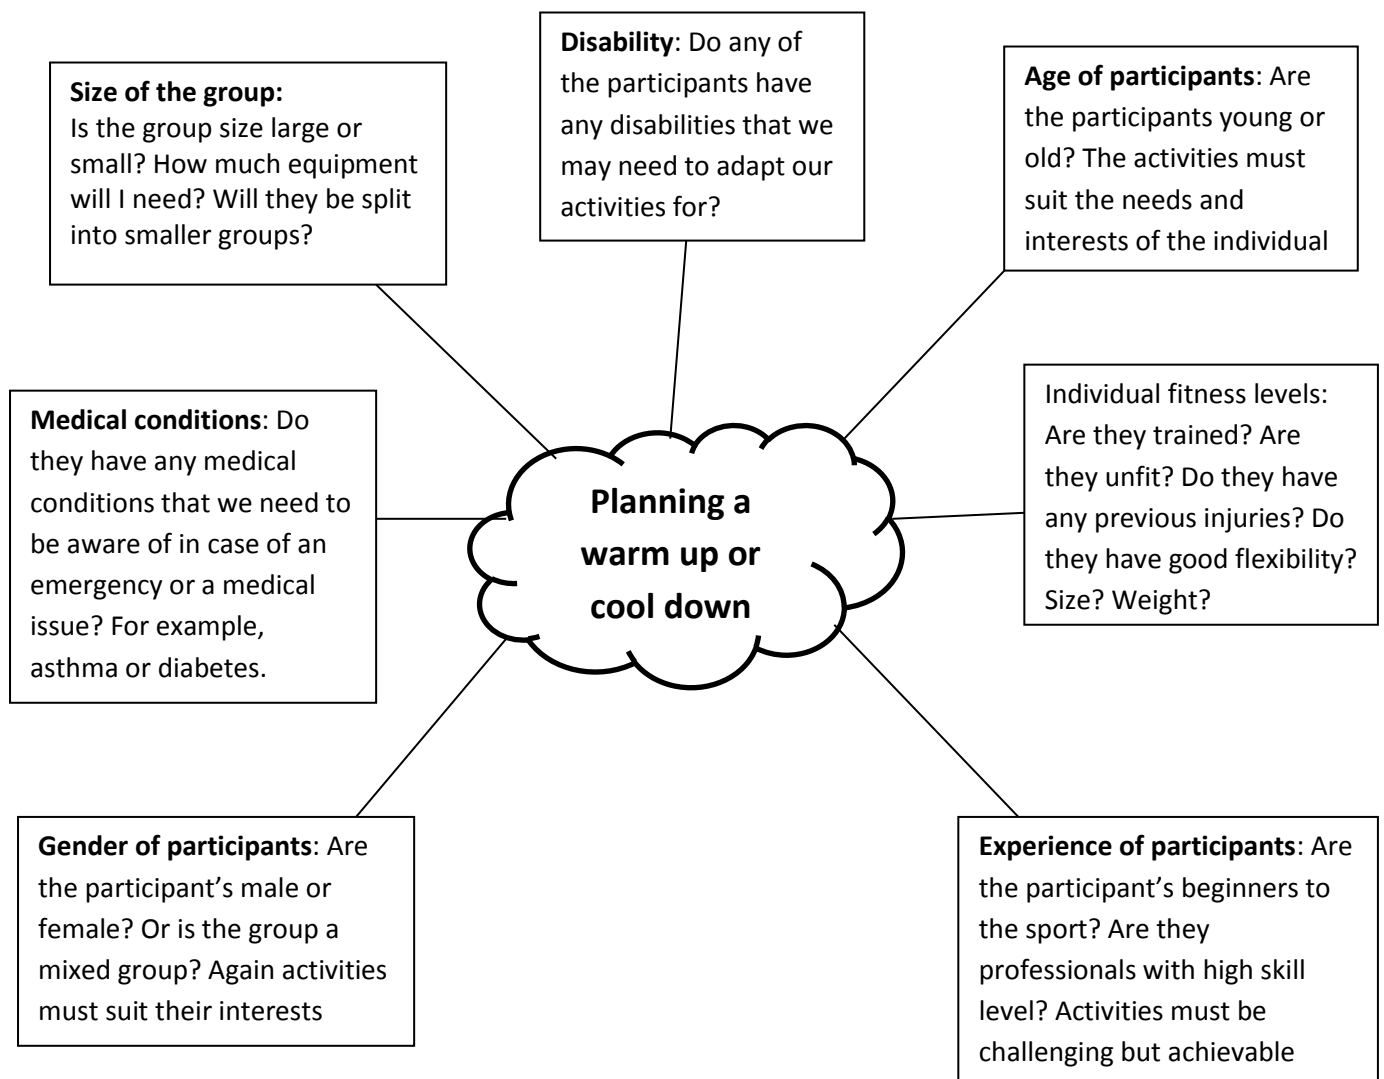 Size of the group:
Is the group size large or
small? How much equipment
will I need? Will they be split
into smaller groups?
Disability: Do any of
the participants have
any disabilities that we
may need to adapt our
activities for?
Age of participants: Are
the participants young or
old? The activities must
suit the needs and
interests of the individual
Medical conditions: Do
they have any medical
conditions that we need to
be aware of in case of an
emergency or a medical
issue? For example,
asthma or diabetes.
Planning a
warm up or
cool down
Individual fitness levels:
Are they trained? Are
they unfit? Do they have
any previous injuries? Do
they have good flexibility?
Size? Weight?
Gender of participants: Are
the participant’s male or
female? Or is the group a
mixed group? Again activities
must suit their interests
Experience of participants: Are
the participant’s beginners to
the sport? Are they
professionals with high skill
level? Activities must be
challenging but achievable